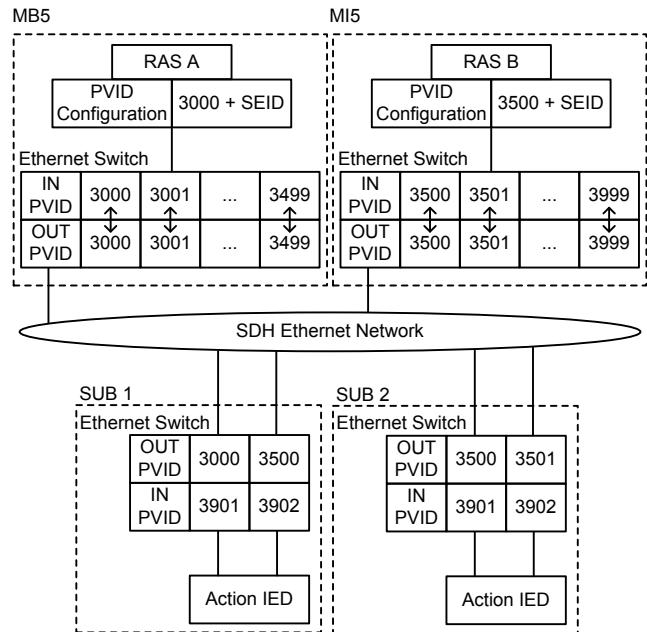 MB5
MI5
RAS A
PVID
Configuration
3000 + SEID
Ethernet Switch
IN
PVID
3000
3001
...
3499
OUT
PVID
3000
3001
...
3499
RAS B
PVID
Configuration
3500 + SEID
Ethernet Switch
IN
PVID
3500
3501
...
3999
OUT
PVID
3500
3501
...
3999
SDH Ethernet Network
SUB 1
Ethernet Switch
OUT
PVID
3000
3500
IN
PVID
3901
3902
Action IED
SUB 2
Ethernet Switch
OUT
PVID
3500
3501
IN
PVID
3901
3902
Action IED